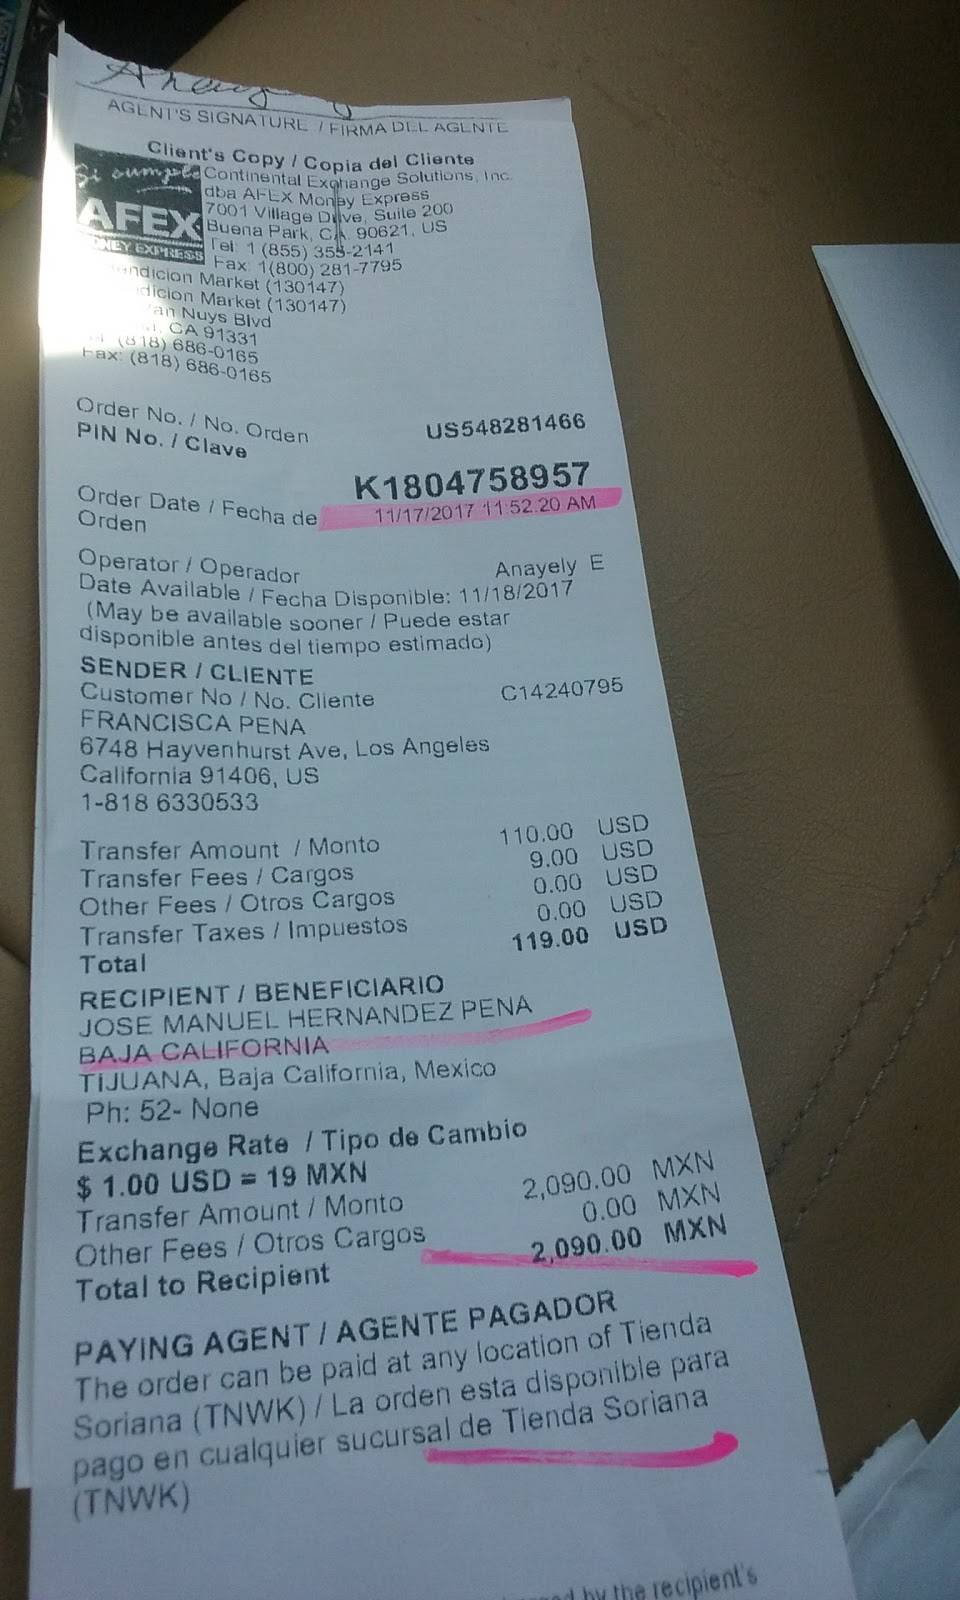 AGENT'S SIGNATURE / FIRMA DEL AGENTE
Client's Copy / Copia del Cliente
Si cumple
AFEX
MONEY EXPRESS
Continental Exchange Solutions, Inc.
dba AFEX Money Express
7001 Village Drive, Suite 200
Buena Park, CA 90621, US
Tel: 1 (855) 355-2141
Fax: 1(800) 281-7795
Market (130147)
Market (130147)
Nuys Blvd
CA 91331
(818) 686-0165
Fax: (818) 686-0165
Order No. / No. Orden US548281466
PIN No. / Clave
K1804758957
Order Date / Fecha de 11/17/2017 11:52:20 AM
Orden
Operator / Operador Anayely E
Date Available / Fecha Disponible: 11/18/2017
(May be available sooner / Puede estar
disponible antes del tiempo estimado)
SENDER / CLIENTE
Customer No / No. Cliente C14240795
FRANCISCA PENA
6748 Hayvenhurst Ave, Los Angeles
California 91406, US
1-818 6330533
Transfer Amount / Monto 110.00 USD
Transfer Fees / Cargos 9.00 USD
Other Fees / Otros Cargos 0.00 USD
Transfer Taxes / Impuestos 0.00 USD
Total 119.00 USD
RECIPIENT / BENEFICIARIO
JOSE MANUEL HERNANDEZ PENA
BAJA CALIFORNIA
TIJUANA, Baja California, Mexico
Ph: 52- None
Exchange Rate / Tipo de Cambio
$ 1.00 USD = 19 MXN
Transfer Amount / Monto 2,090.00 MXN
Other Fees / Otros Cargos 0.00 MXN
Total to Recipient 2,090.00 MXN
PAYING AGENT / AGENTE PAGADOR
The order can be paid at any location of Tienda
Soriana (TNWK) / La orden esta disponible para
pago en cualquier sucursal de Tienda Soriana
(TNWK)
by the recipient's